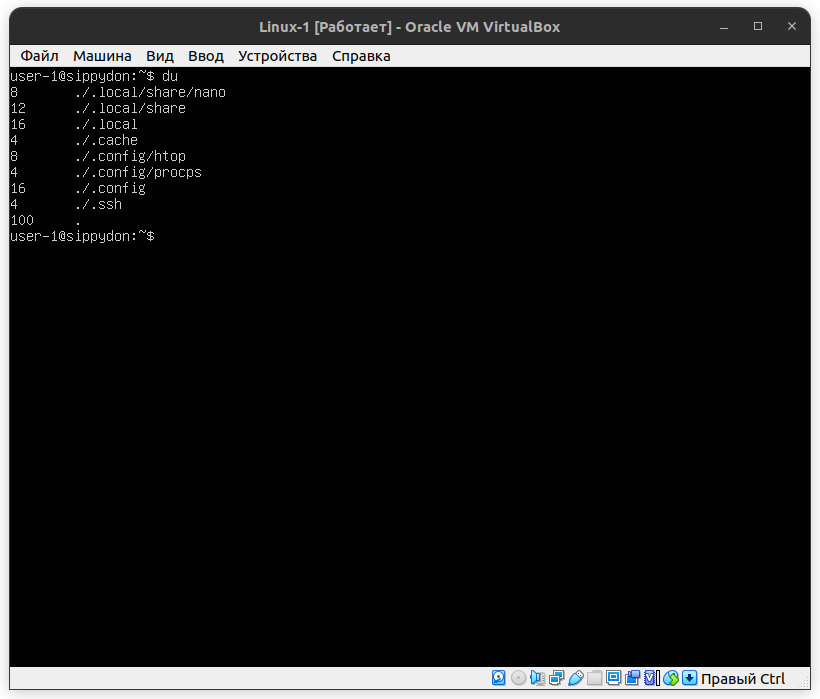 Linux-1 [Работает] - Oracle VM VirtualBox
Файл Машина Вид Ввод Устройства Справка
user-1@sippydon:~$ du
8 ./.local/share/nano
12 ./.local/share
16 ./.local
4 ./.cache
8 ./.config/htop
4 ./.config/procps
16 ./.config
4 ./.ssh
100 .
user-1@sippydon:~$
Правый Ctrl